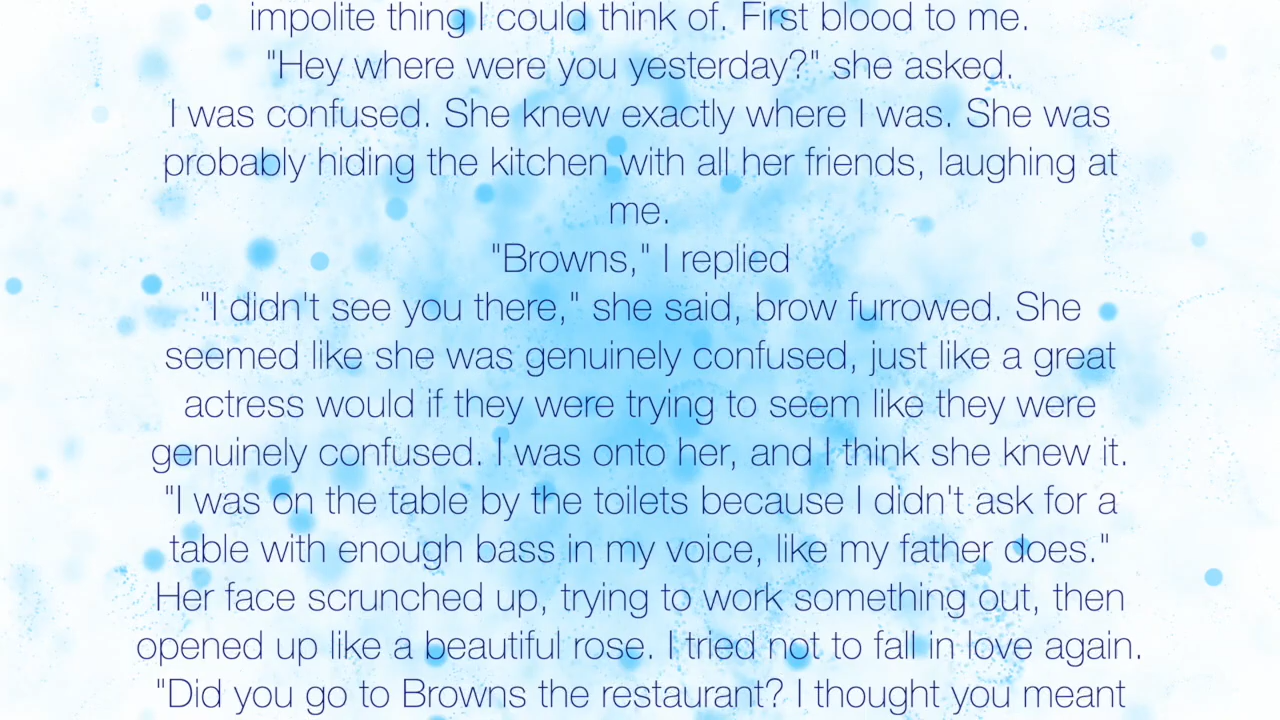 impolite thing I could think of. First blood to me.
"Hey where were you yesterday?" she asked.
I was confused. She knew exactly where I was. She was
probably hiding the kitchen with all her friends, laughing at
me.
"Browns," I replied
"I didn't see you there," she said, brow furrowed. She
seemed like she was genuinely confused, just like a great
actress would if they were trying to seem like they were
genuinely confused. I was onto her, and I think she knew it.
"I was on the table by the toilets because I didn't ask for a
table with enough bass in my voice, like my father does."
Her face scrunched up, trying to work something out, then
opened up like a beautiful rose. I tried not to fall in love again.
"Did you go to Browns the restaurant? I thought you meant